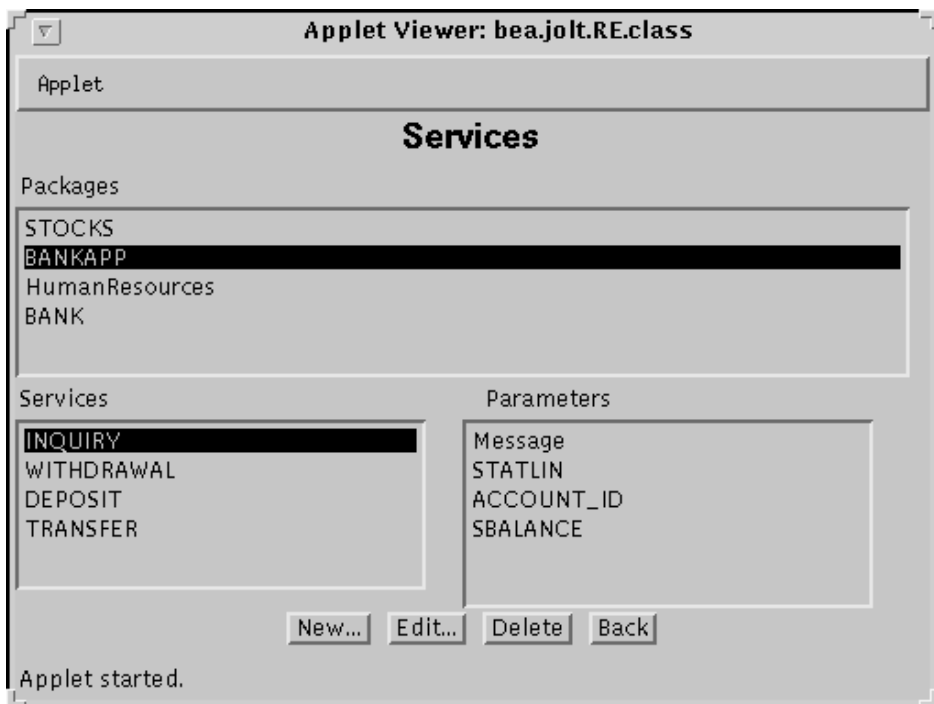 Applet Viewer: bea.jolt.RE.class
Applet
Services
Packages
STOCKS
BANKAPP
HumanResources
BANK
Services
INQUIRY
WITHDRAWAL
DEPOSIT
TRANSFER
Parameters
Message
STATLIN
ACCOUNT_ID
SBALANCE
New... Edit... Delete Back
Applet started.